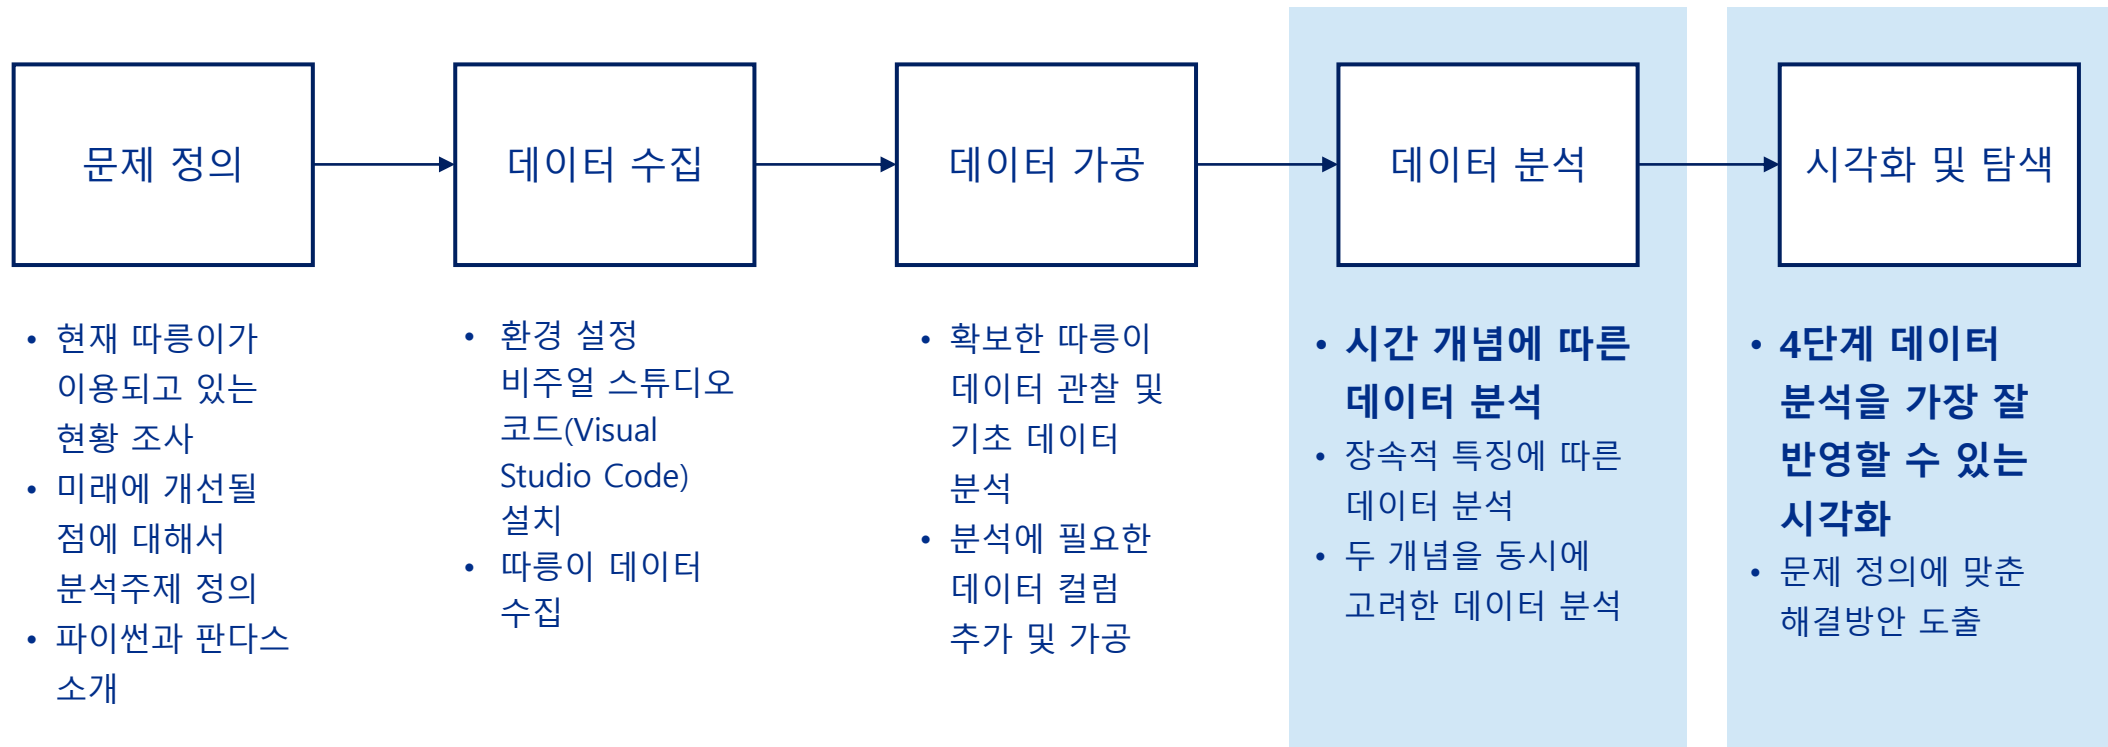 문제 정의
데이터 수집
데이터 가공
데이터 분석
시각화 및 탐색
• 현재 따릉이가
이용되고 있는
현황 조사
• 미래에 개선될
점에 대해서
분석주제 정의
• 파이썬과 판다스
소개
• 환경 설정
비주얼 스튜디오
코드(Visual
Studio Code)
설치
• 따릉이 데이터
수집
• 확보한 따릉이
데이터 관찰 및
기초 데이터
분석
• 분석에 필요한
데이터 컬럼
추가 및 가공
• 시간 개념에 따른
데이터 분석
• 장속적 특징에 따른
데이터 분석
• 두 개념을 동시에
고려한 데이터 분석
• 4단계 데이터
분석을 가장 잘
반영할 수 있는
시각화
• 문제 정의에 맞춘
해결방안 도출